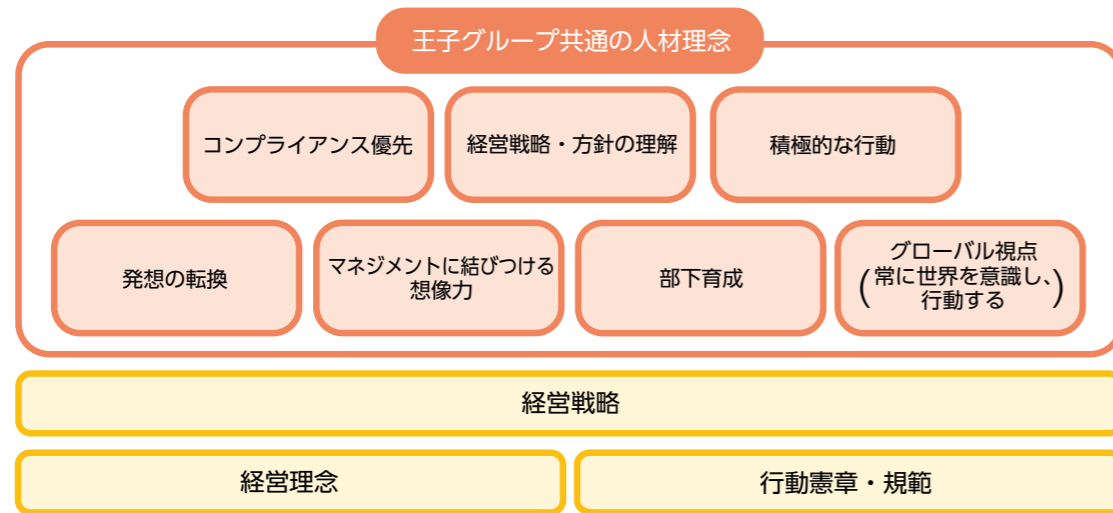 王子グループ共通の人材理念
コンプライアンス優先
経営戦略・方針の理解
積極的な行動
発想の転換
マネジメントに結びつける
想像力
部下育成
グローバル視点
(常に世界を意識し、
行動する)
経営戦略
経営理念
行動憲章・規範